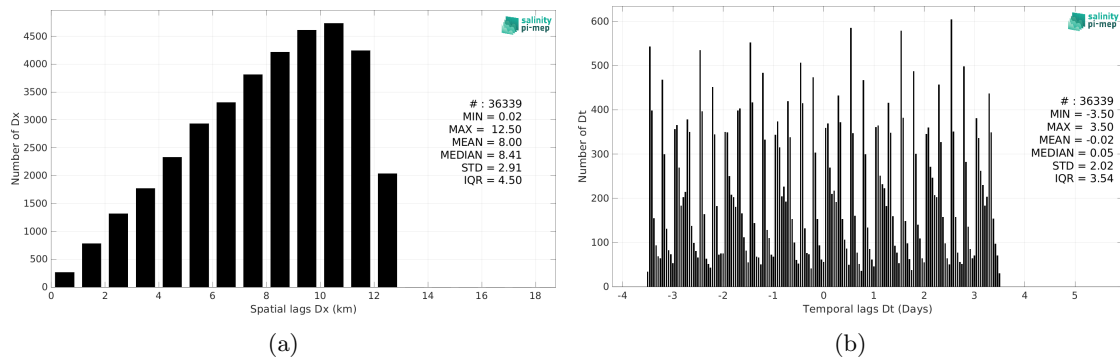 salinity
pi-mep
Number of Dx
4500
4000
3500
3000
2500
2000
1500
1000
500
0
# : 36339
MIN = 0.02
MAX = 12.50
MEAN = 8.00
MEDIAN = 8.41
STD = 2.91
IQR = 4.50
0 2 4 6 8 10 12 14 16 18
Spatial lags Dx (km)
(a)
salinity
pi-mep
Number of Dt
600
500
400
300
200
100
0
# : 36339
MIN = -3.50
MAX = 3.50
MEAN = -0.02
MEDIAN = 0.05
STD = 2.02
IQR = 3.54
-4 -3 -2 -1 0 1 2 3 4 5
Temporal lags Dt (Days)
(b)